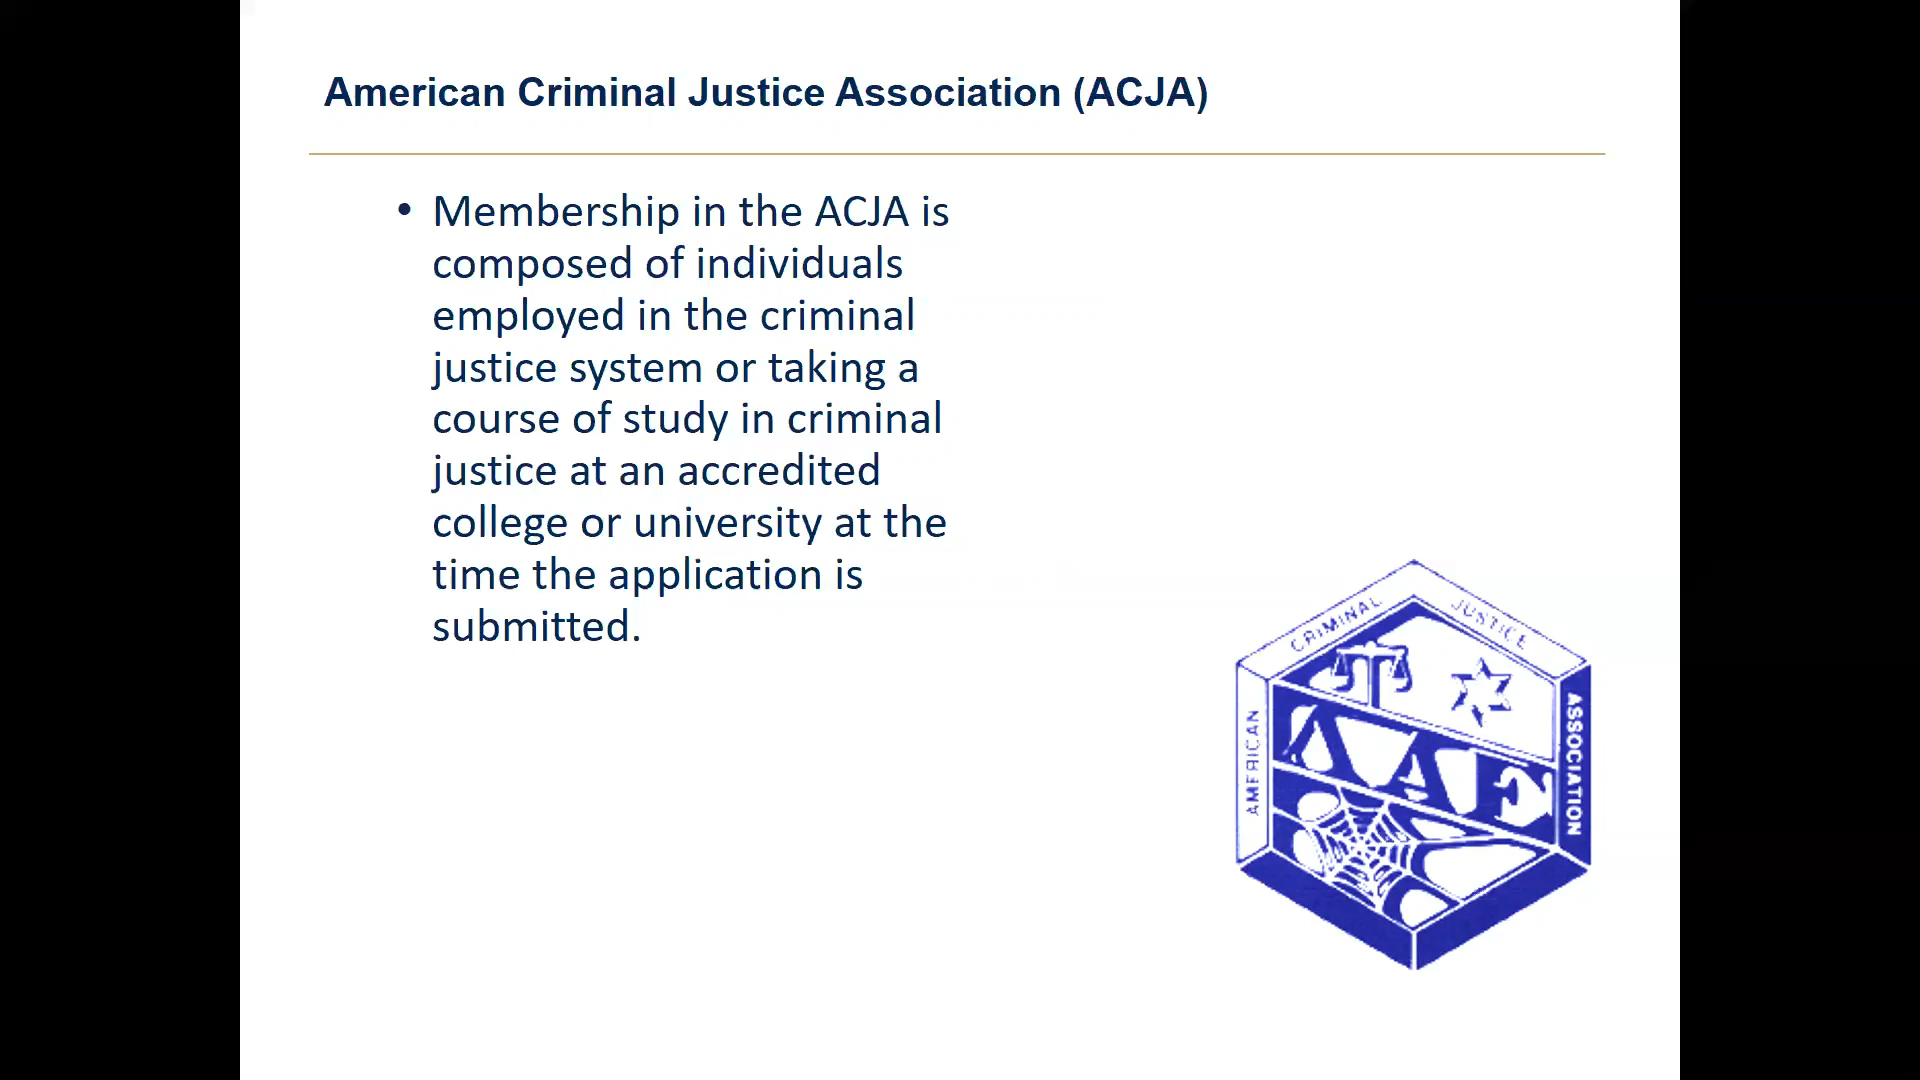 American Criminal Justice Association (ACJA)
• Membership in the ACJA is
composed of individuals
employed in the criminal
justice system or taking a
course of study in criminal
justice at an accredited
college or university at the
time the application is
submitted.
CRIMINAL
JUSTICE
AMERICAN
ASSOCIATION
ΛΑΕ